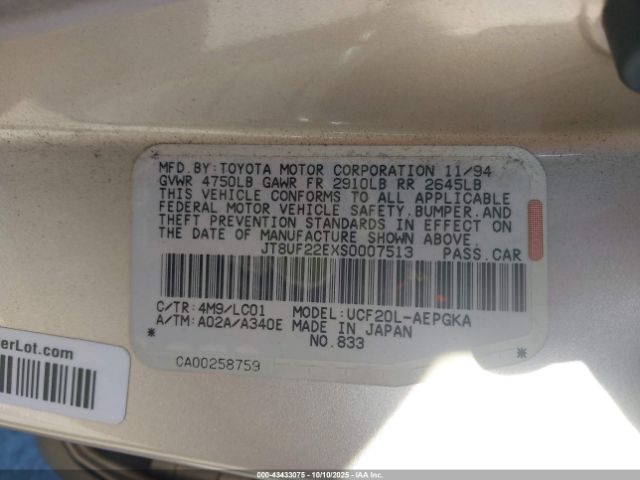 MFD.BY:TOYOTA MOTOR CORPORATION 11/94
GVWR 4750LB GAWR FR 2910LB RR 2645LB
THIS VEHICLE CONFORMS TO ALL APPLICABLE
FEDERAL MOTOR VEHICLE SAFETY.BUMPER.AND
THEFT PREVENTION STANDARDS IN EFFECT ON
THE DATE OF MANUFACTURE SHOWN ABOVE.
JT8UF22EXS0007513 PASS.CAR
C/TR:4M9/LC01 MODEL:UCF20L-AEPGKA
A/TM:A02A/A340E MADE IN JAPAN
* NO.833 *
CA00258759
erLot.com
000-43433075 - 10/10/2025 - IAAI.com